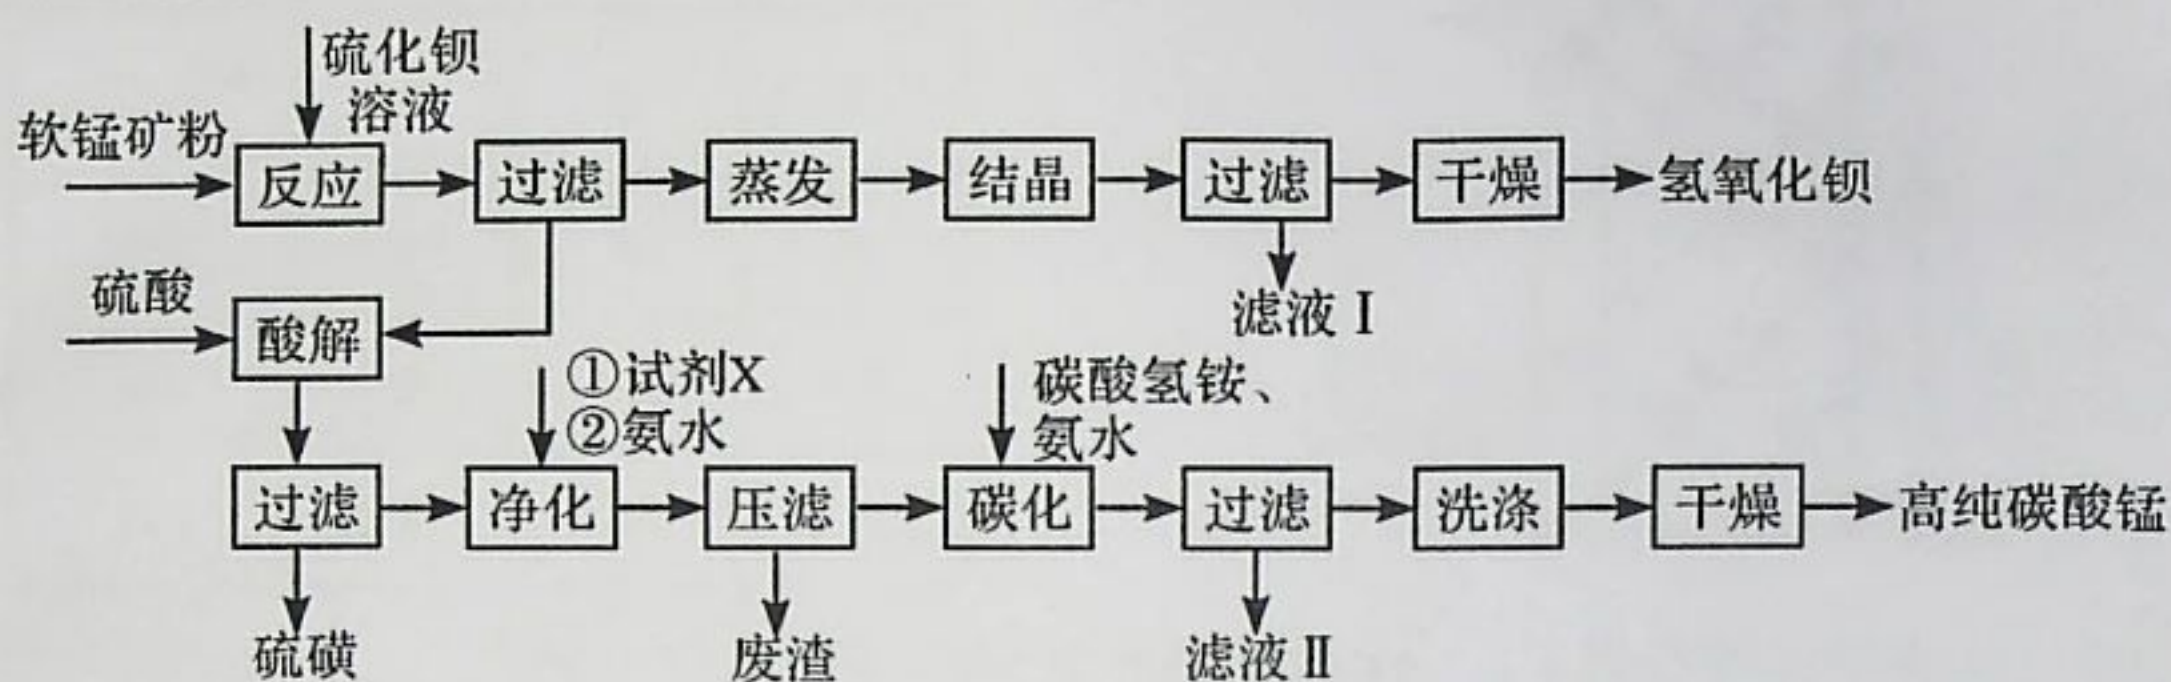 硫化钡
溶液
软锰矿粉
反应
过滤
蒸发
结晶
过滤
干燥
氢氧化钡
滤液 I
硫酸
酸解
①试剂X
②氨水
碳酸氢铵、
氨水
过滤
净化
压滤
碳化
过滤
洗涤
干燥
高纯碳酸锰
硫磺
废渣
滤液 II